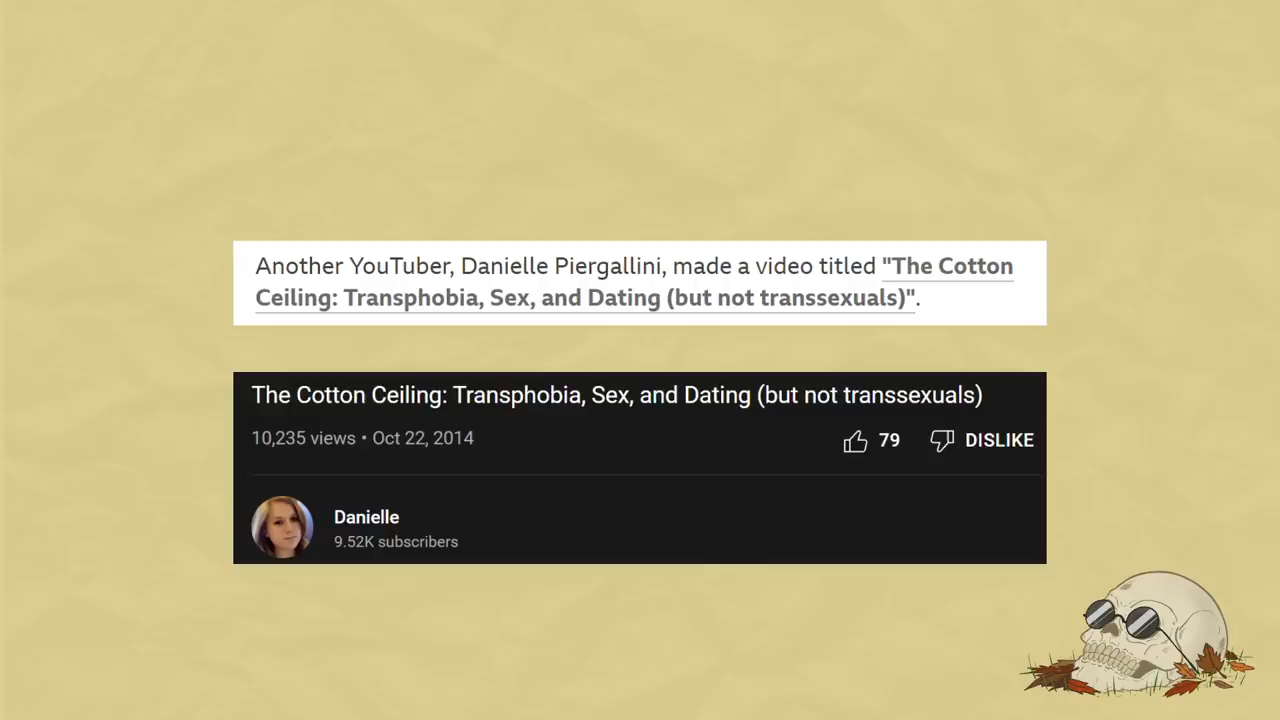 Another YouTuber, Danielle Piergallini, made a video titled "The Cotton
Ceiling: Transphobia, Sex, and Dating (but not transsexuals)".
The Cotton Ceiling: Transphobia, Sex, and Dating (but not transsexuals)
10,235 views • Oct 22, 2014
79 DISLIKE
Danielle
9.52K subscribers